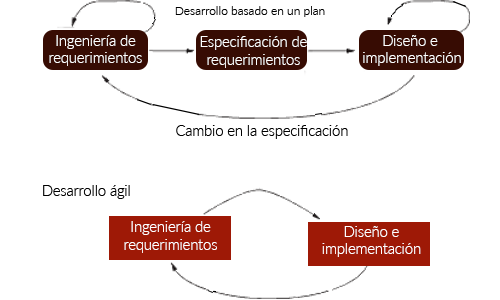 Desarrollo basado en un plan
Ingeniería de
requerimientos
Especificación de
requerimientos
Diseño e
implementación
Cambio en la especificación
Desarrollo ágil
Ingeniería de
requerimientos
Diseño e
implementación